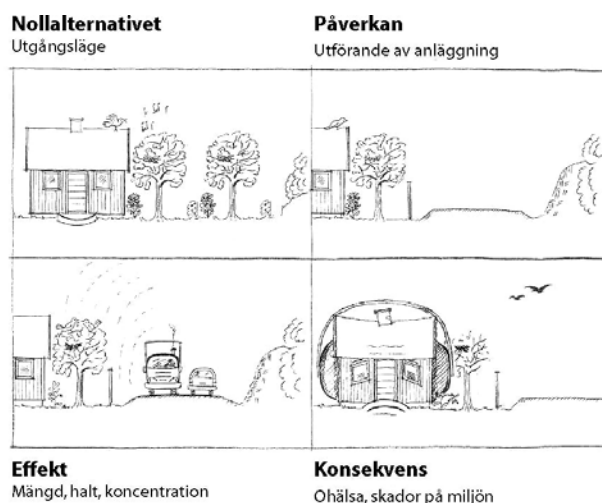 Nollalternativet
Utgångsläge
Påverkan
Utförande av anläggning
Effekt
Mängd, halt, koncentration
Konsekvens
Ohälsa, skador på miljön